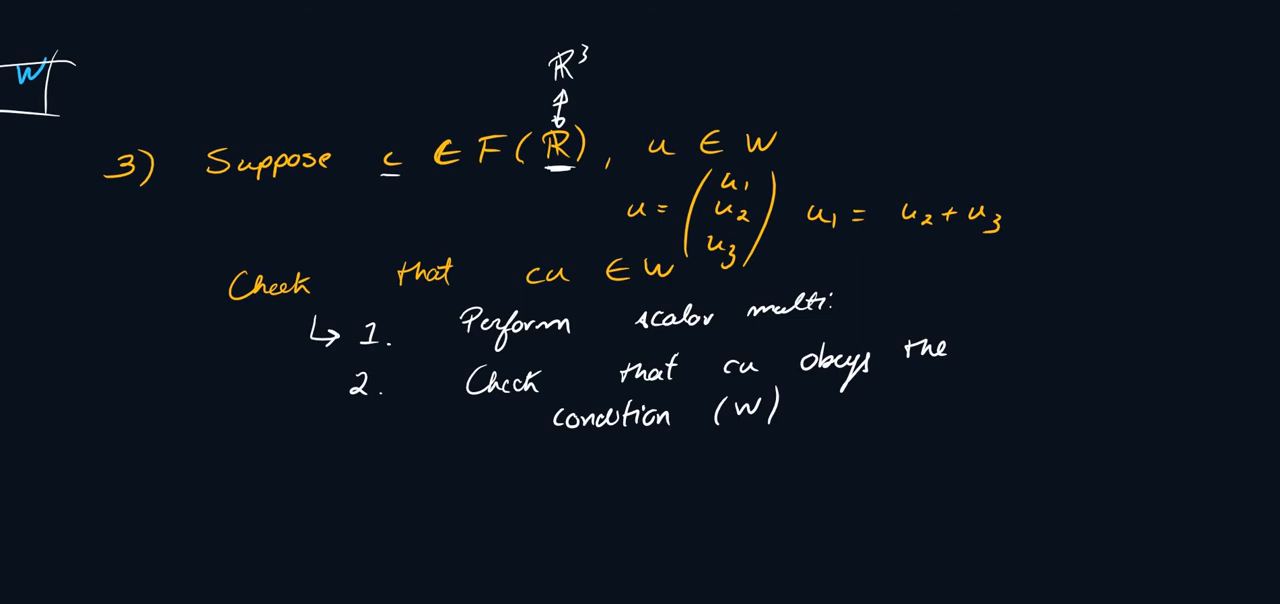 W
ℝ³
↕
3) Suppose c ∈ F(ℝ), u ∈ W
u = (u₁ u₂ u₃) u₁ = u₂ + u₃
Check that cu ∈ W
↳ 1. Perform scalar multi:
2. Check that cu obeys the
condition (W)